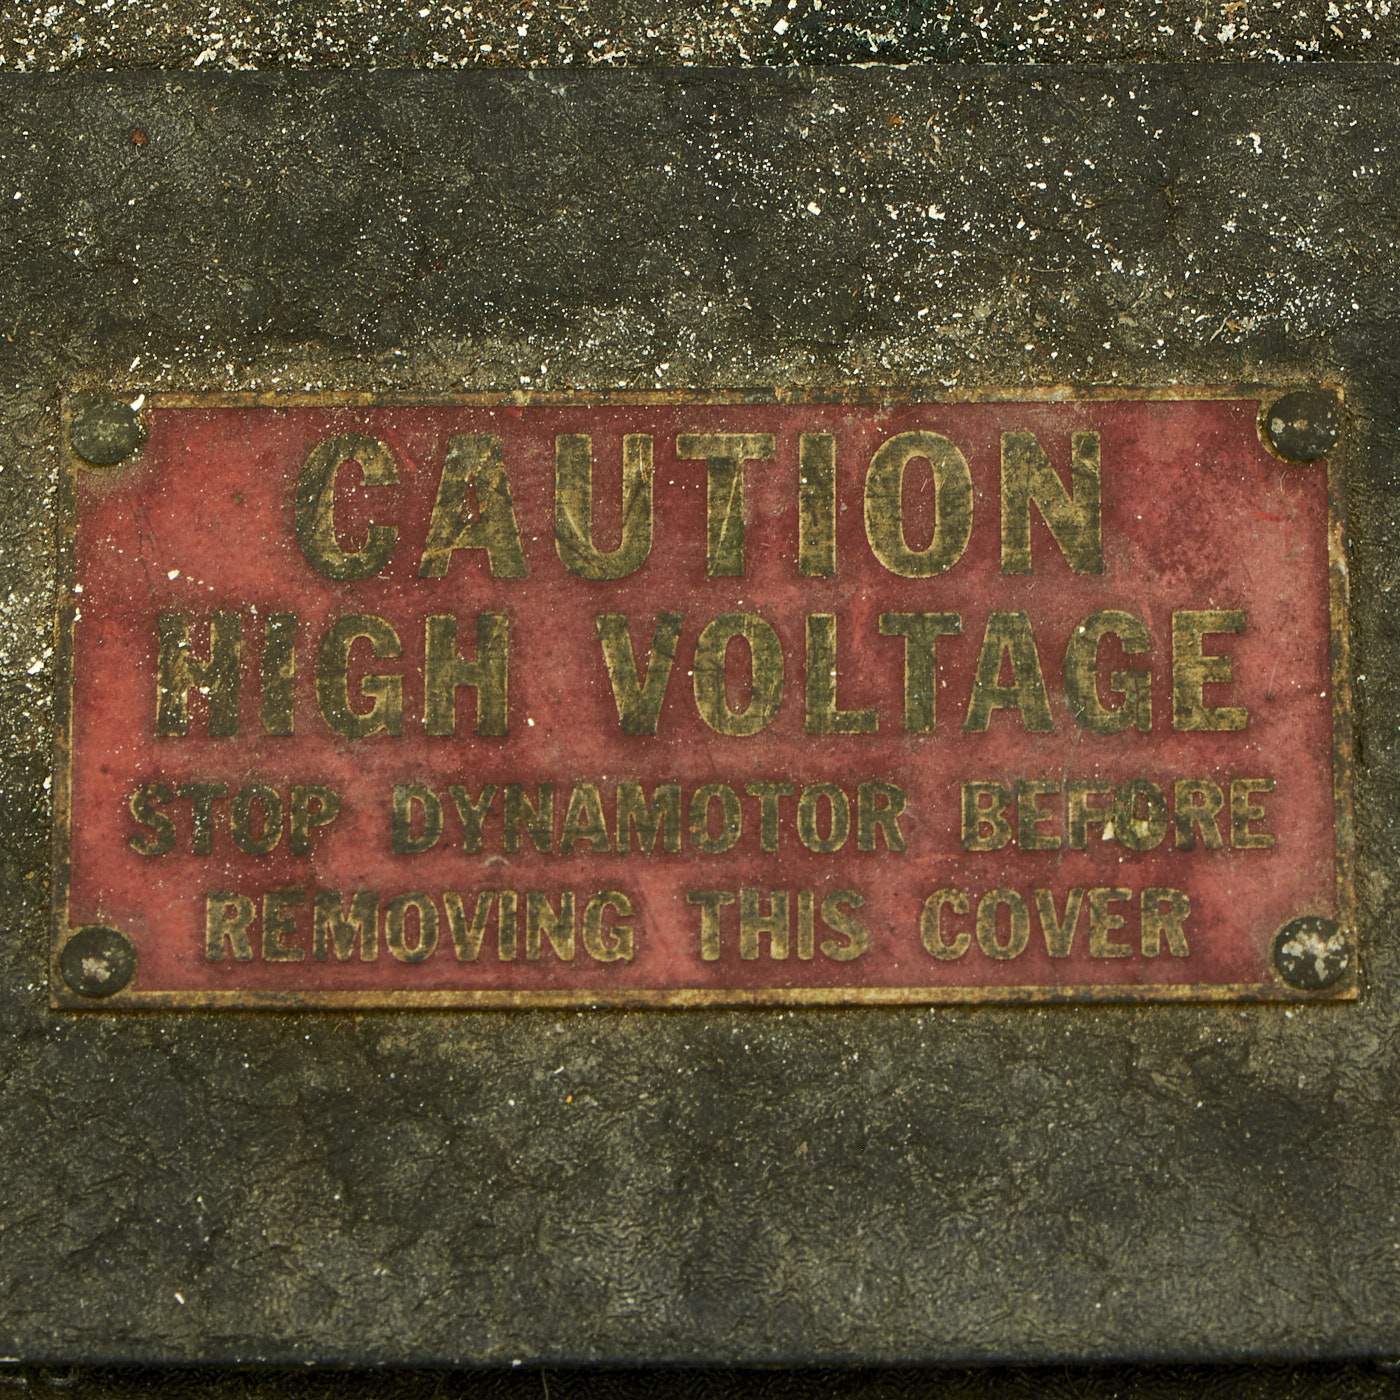 CAUTION
HIGH VOLTAGE
STOP DYNAMOTOR BEFORE
REMOVING THIS COVER